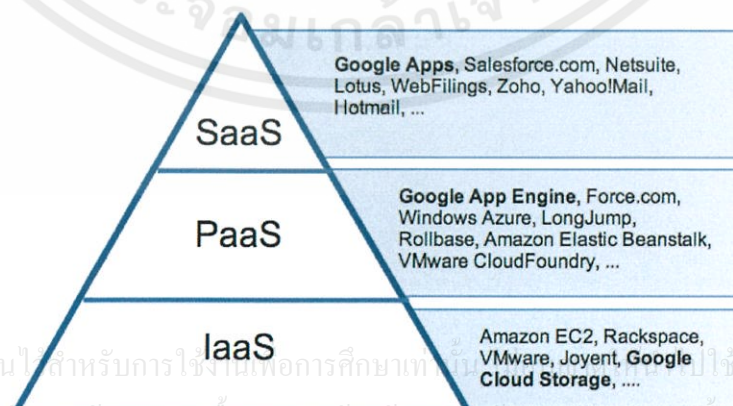 Google Apps, Salesforce.com, Netsuite,
Lotus, WebFilings, Zoho, Yahoo!Mail,
Hotmail, ...
SaaS
Google App Engine, Force.com,
Windows Azure, LongJump,
Rollbase, Amazon Elastic Beanstalk,
VMware CloudFoundry, ...
PaaS
IaaS
Amazon EC2, Rackspace,
VMware, Joyent, Google
Cloud Storage, ....